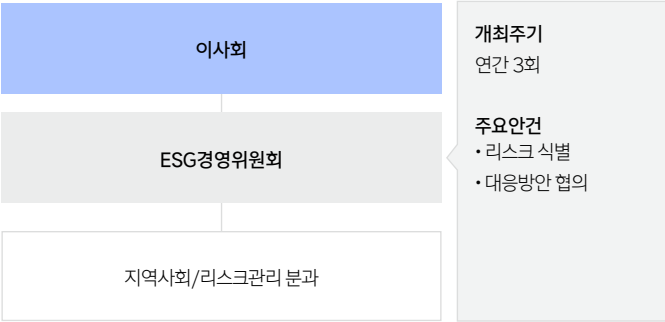 이사회
ESG경영위원회
지역사회/리스크관리 분과
개최주기
연간 3회
주요안건
• 리스크 식별
• 대응방안 협의